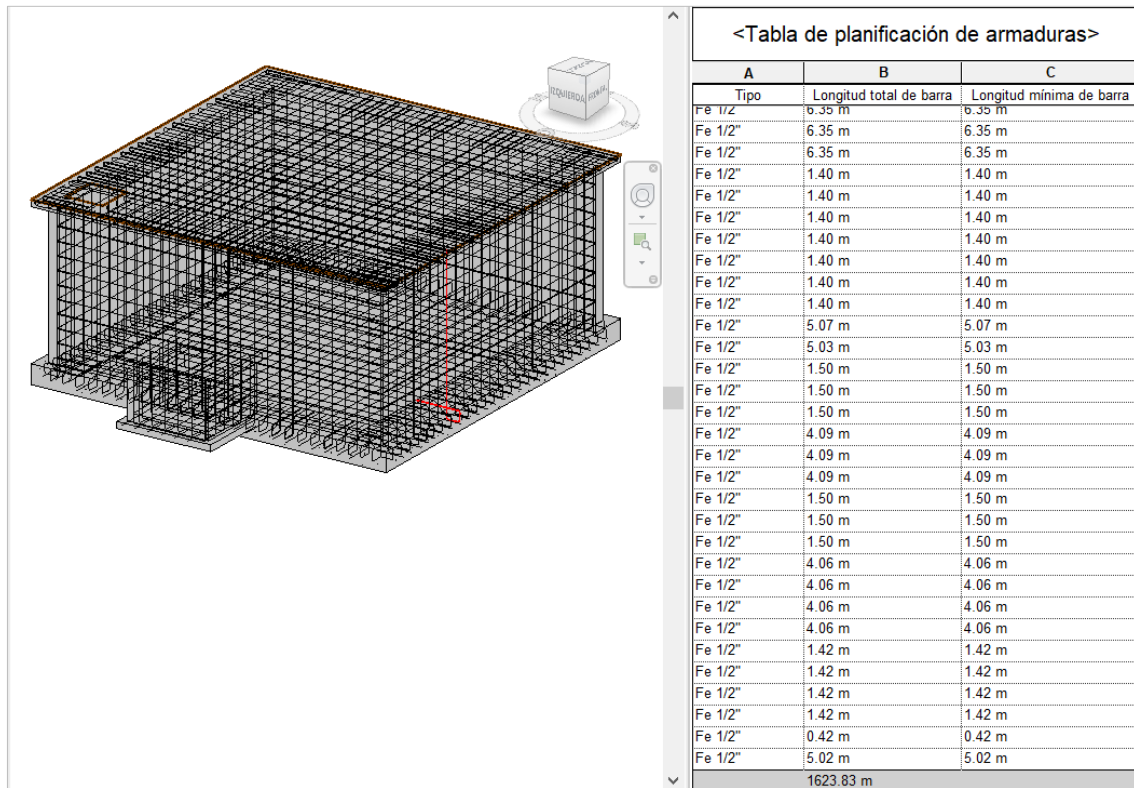 <Tabla de planificación de armaduras>
A B C
Tipo Longitud total de barra Longitud mínima de barra
Fe 1/2" 6.35 m 6.35 m
Fe 1/2" 6.35 m 6.35 m
Fe 1/2" 6.35 m 6.35 m
Fe 1/2" 1.40 m 1.40 m
Fe 1/2" 1.40 m 1.40 m
Fe 1/2" 1.40 m 1.40 m
Fe 1/2" 1.40 m 1.40 m
Fe 1/2" 1.40 m 1.40 m
Fe 1/2" 1.40 m 1.40 m
Fe 1/2" 1.40 m 1.40 m
Fe 1/2" 5.07 m 5.07 m
Fe 1/2" 5.03 m 5.03 m
Fe 1/2" 1.50 m 1.50 m
Fe 1/2" 1.50 m 1.50 m
Fe 1/2" 1.50 m 1.50 m
Fe 1/2" 4.09 m 4.09 m
Fe 1/2" 4.09 m 4.09 m
Fe 1/2" 4.09 m 4.09 m
Fe 1/2" 1.50 m 1.50 m
Fe 1/2" 1.50 m 1.50 m
Fe 1/2" 1.50 m 1.50 m
Fe 1/2" 4.06 m 4.06 m
Fe 1/2" 4.06 m 4.06 m
Fe 1/2" 4.06 m 4.06 m
Fe 1/2" 4.06 m 4.06 m
Fe 1/2" 1.42 m 1.42 m
Fe 1/2" 1.42 m 1.42 m
Fe 1/2" 1.42 m 1.42 m
Fe 1/2" 1.42 m 1.42 m
Fe 1/2" 0.42 m 0.42 m
Fe 1/2" 5.02 m 5.02 m
1623.83 m
IZQUIERDA